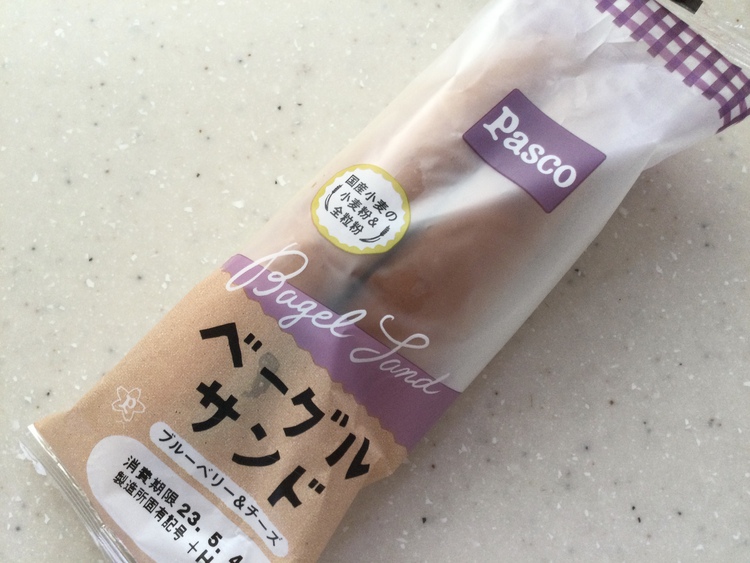 Pasco
国産小麦の
小麦粉&
全粒粉
Bagel Sand
ベーグル
サンド
ブルーベリー&チーズ
消費期限 23. 5. 4
製造所固有記号 +H